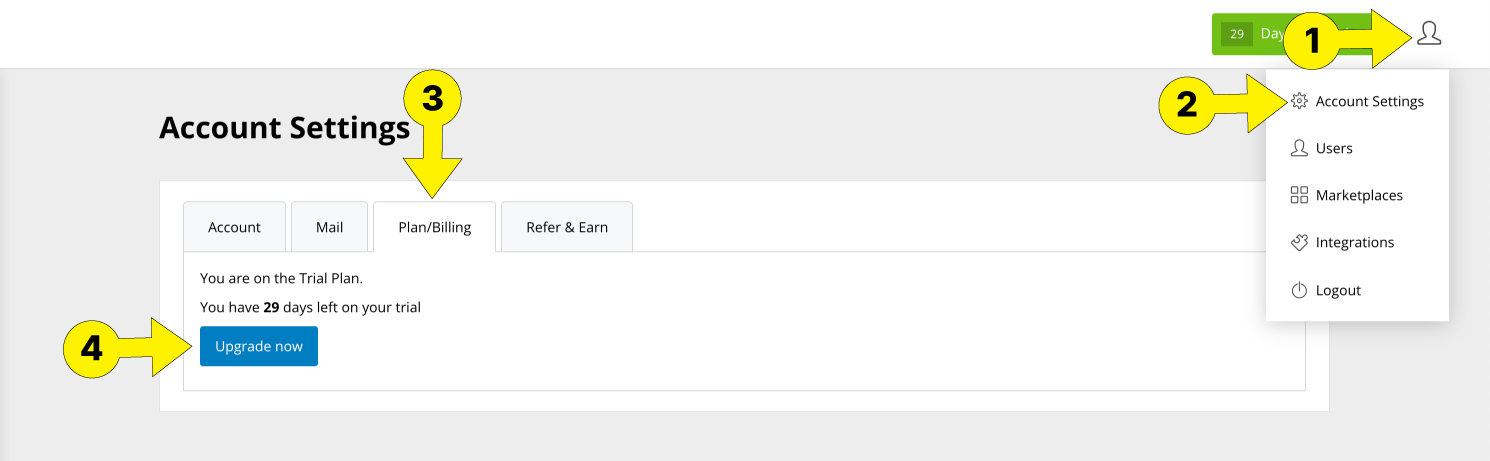 29 Day
1
2
Account Settings
Users
Marketplaces
Integrations
Logout
3
Account Settings
Account Mail Plan/Billing Refer & Earn
You are on the Trial Plan.
You have 29 days left on your trial
4
Upgrade now